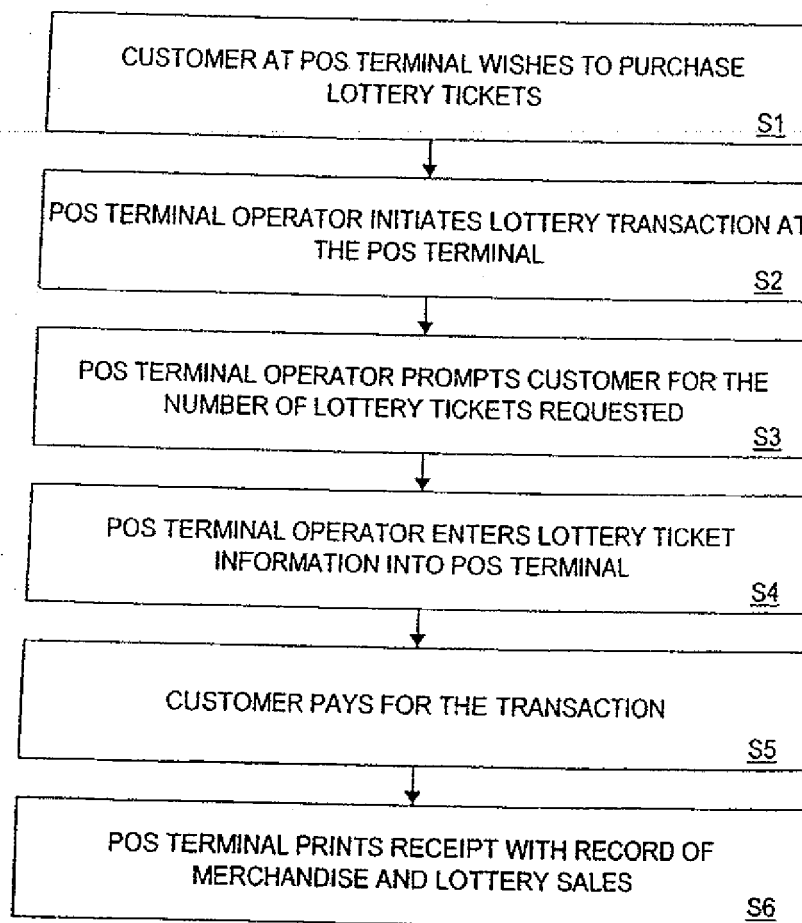 CUSTOMER AT POS TERMINAL WISHES TO PURCHASE
LOTTERY TICKETS
S1
POS TERMINAL OPERATOR INITIATES LOTTERY TRANSACTION AT
THE POS TERMINAL
S2
POS TERMINAL OPERATOR PROMPTS CUSTOMER FOR THE
NUMBER OF LOTTERY TICKETS REQUESTED
S3
POS TERMINAL OPERATOR ENTERS LOTTERY TICKET
INFORMATION INTO POS TERMINAL
S4
CUSTOMER PAYS FOR THE TRANSACTION
S5
POS TERMINAL PRINTS RECEIPT WITH RECORD OF
MERCHANDISE AND LOTTERY SALES
S6